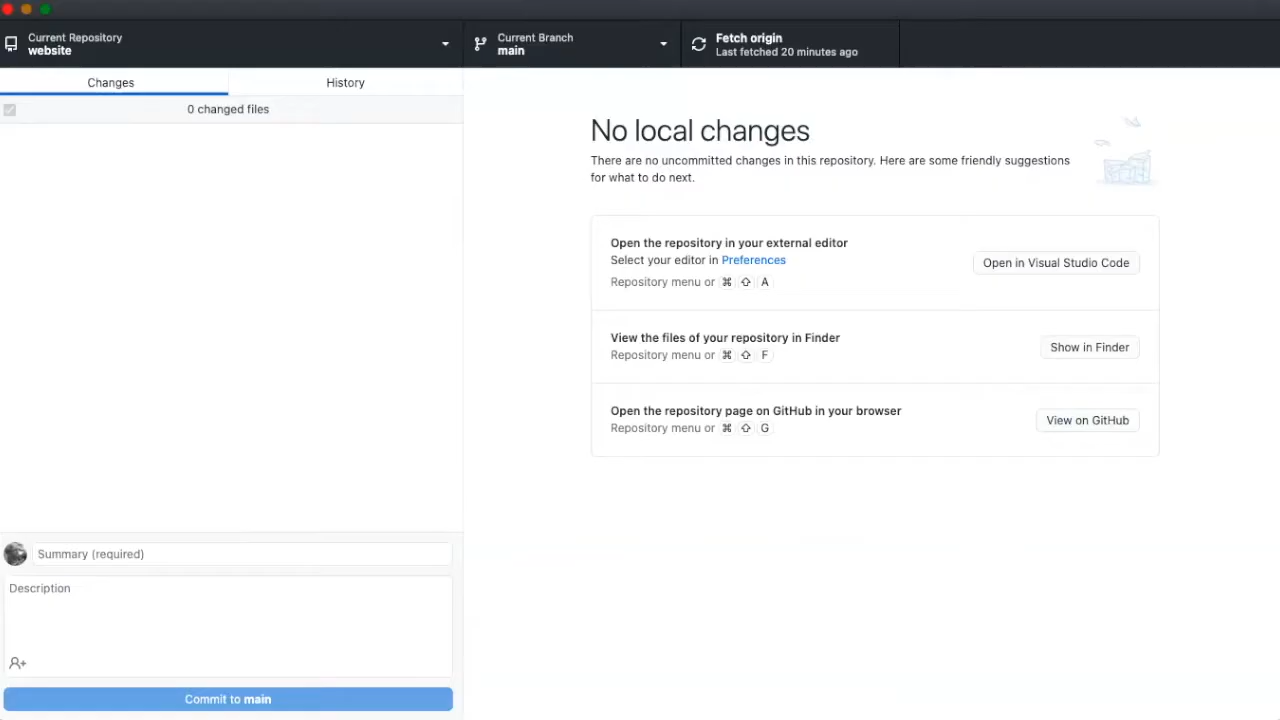 Current Repository
website
Current Branch
main
Fetch origin
Last fetched 20 minutes ago
Changes
History
0 changed files
No local changes
There are no uncommitted changes in this repository. Here are some friendly suggestions
for what to do next.
Open the repository in your external editor
Select your editor in Preferences
Repository menu or ⌘ ⇧ A
Open in Visual Studio Code
View the files of your repository in Finder
Repository menu or ⌘ ⇧ F
Show in Finder
Open the repository page on GitHub in your browser
Repository menu or ⌘ ⇧ G
View on GitHub
Summary (required)
Description
Commit to main